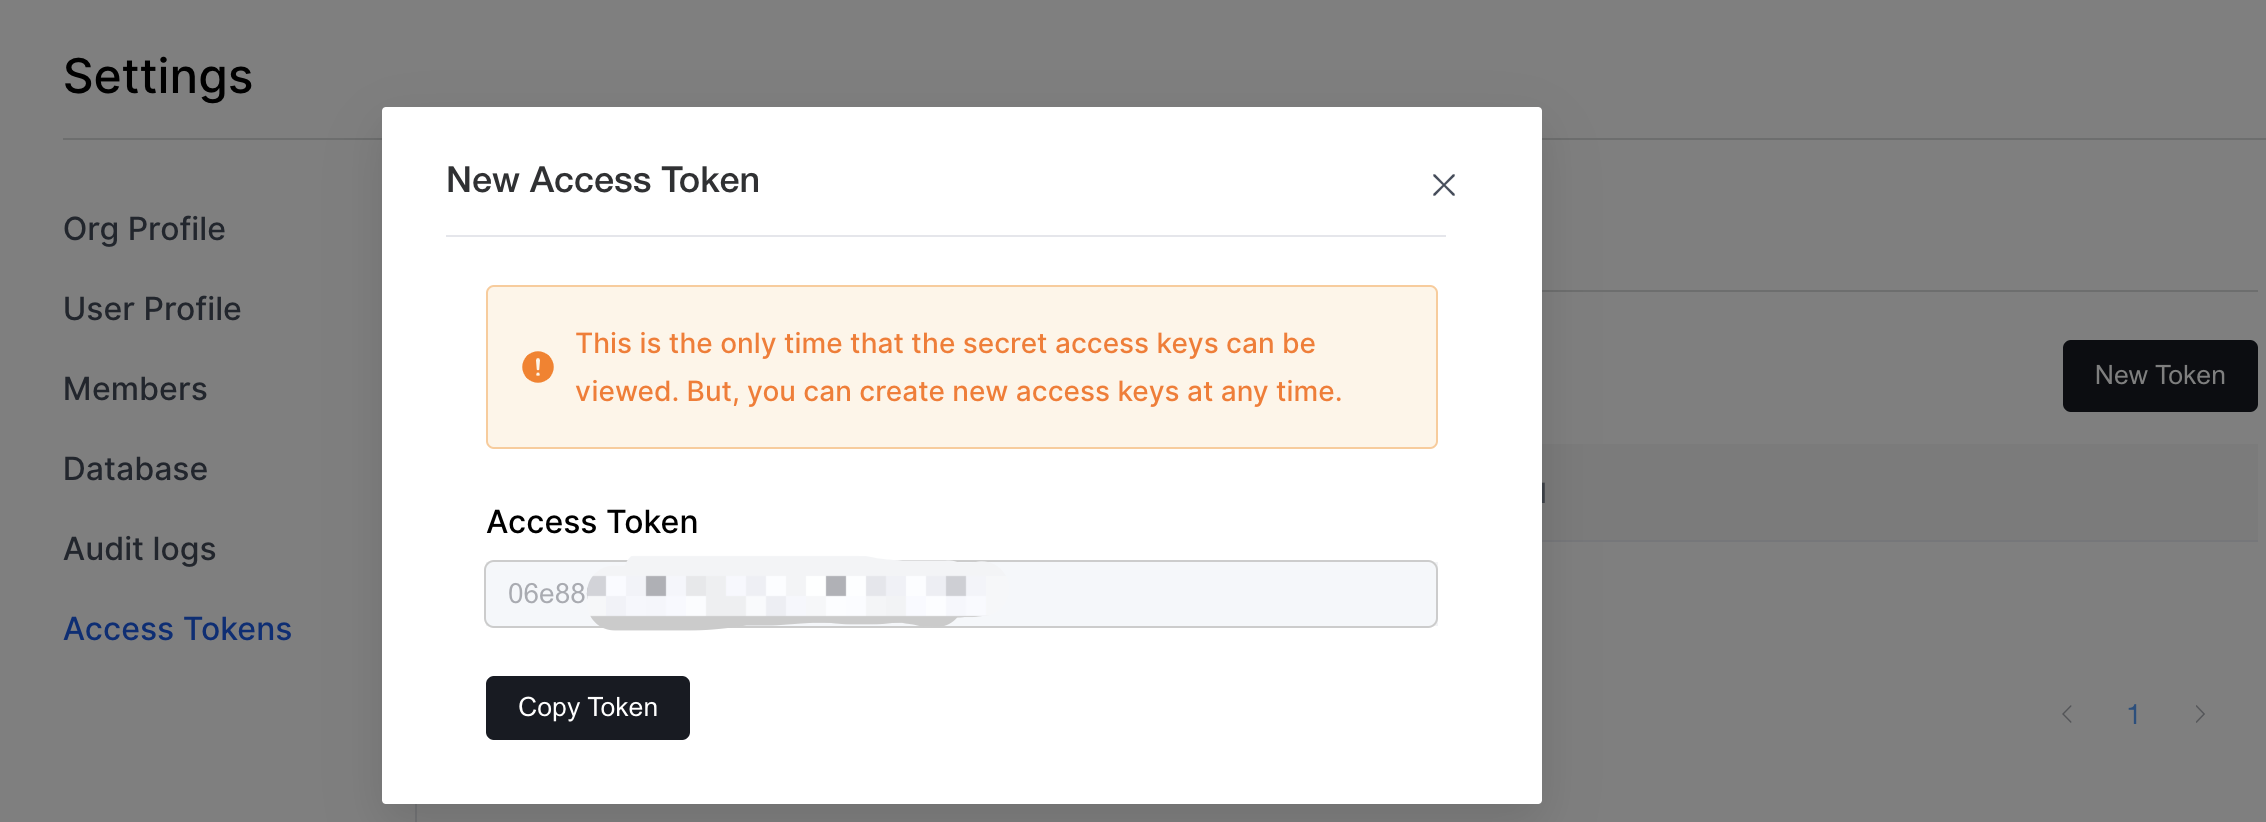 Settings
Org Profile
User Profile
Members
Database
Audit logs
Access Tokens
New Access Token
This is the only time that the secret access keys can be
viewed. But, you can create new access keys at any time.
Access Token
06e88
Copy Token
New Token
1